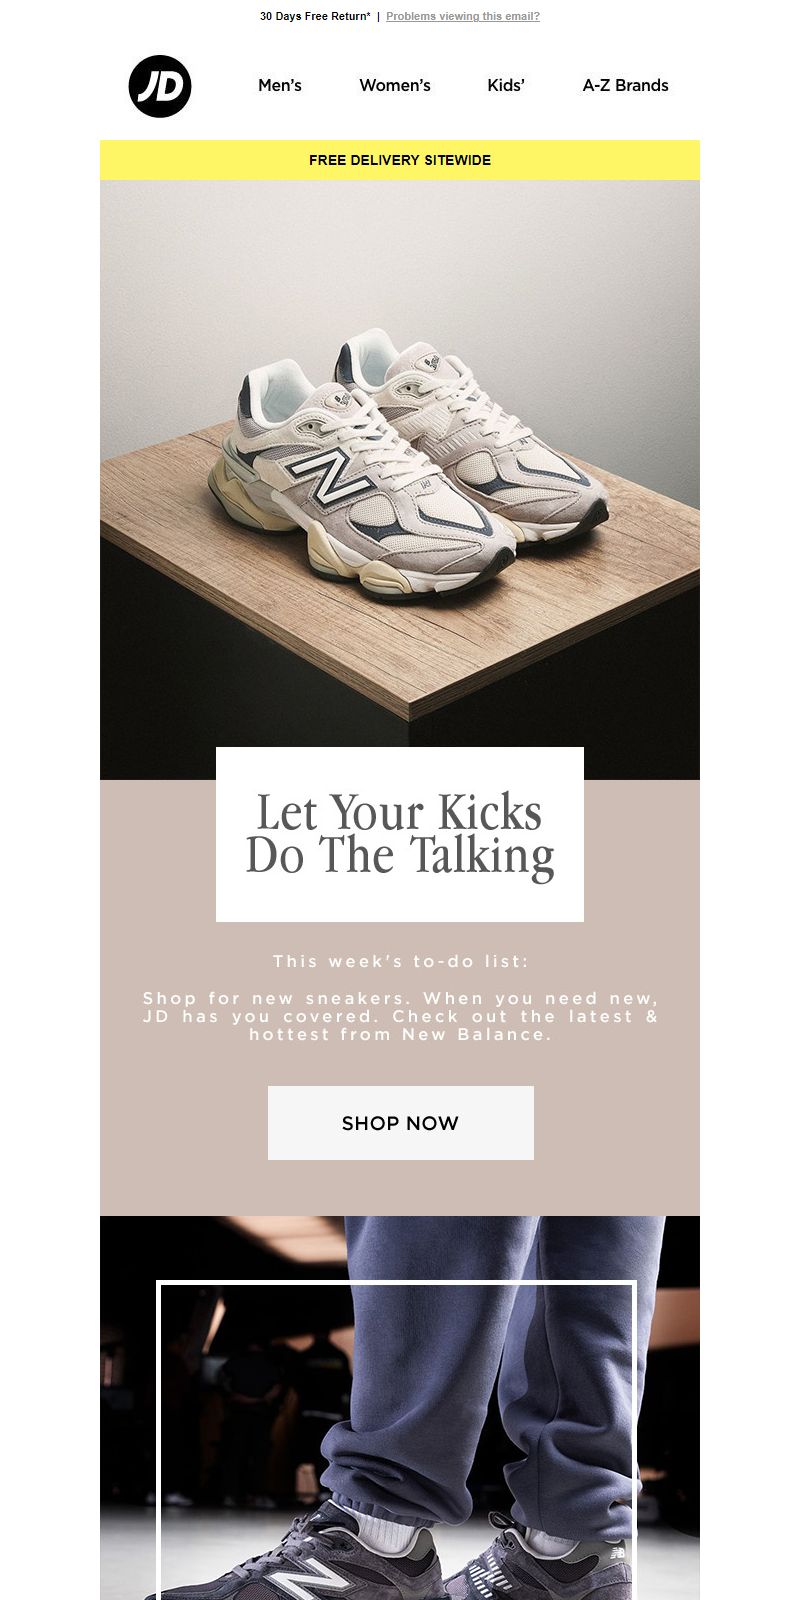 30 Days Free Return* | Problems viewing this email?
JD
Men's Women's Kids' A-Z Brands
FREE DELIVERY SITEWIDE
N
Let Your Kicks
Do The Talking
This week's to-do list:
Shop for new sneakers. When you need new,
JD has you covered. Check out the latest &
hottest from New Balance.
SHOP NOW
N